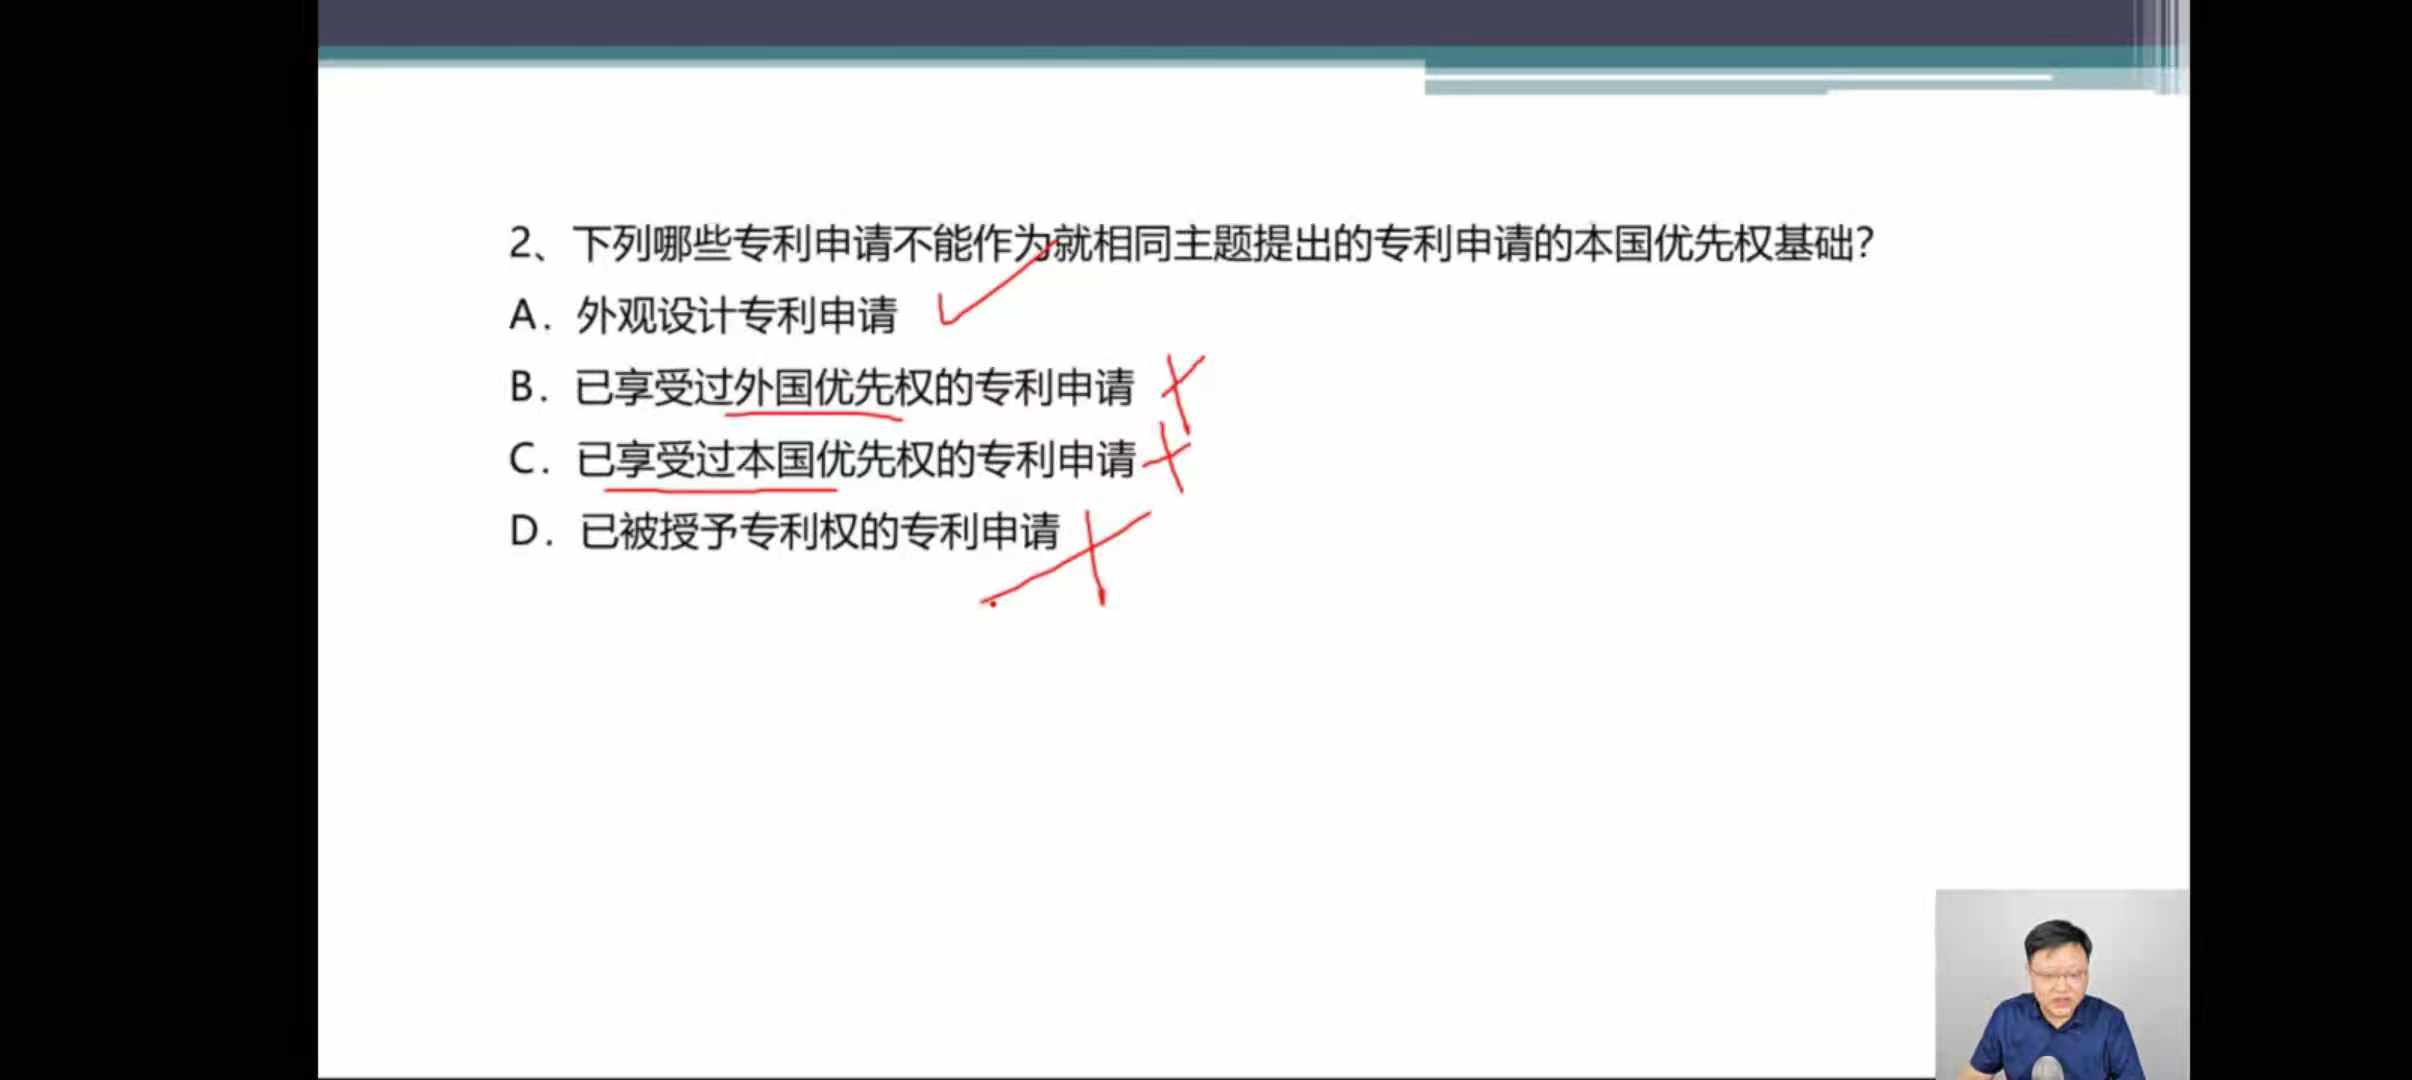 2、下列哪些专利申请不能作为就相同主题提出的专利申请的本国优先权基础?
A. 外观设计专利申请
B. 已享受过外国优先权的专利申请
C. 已享受过本国优先权的专利申请
D. 已被授予专利权的专利申请